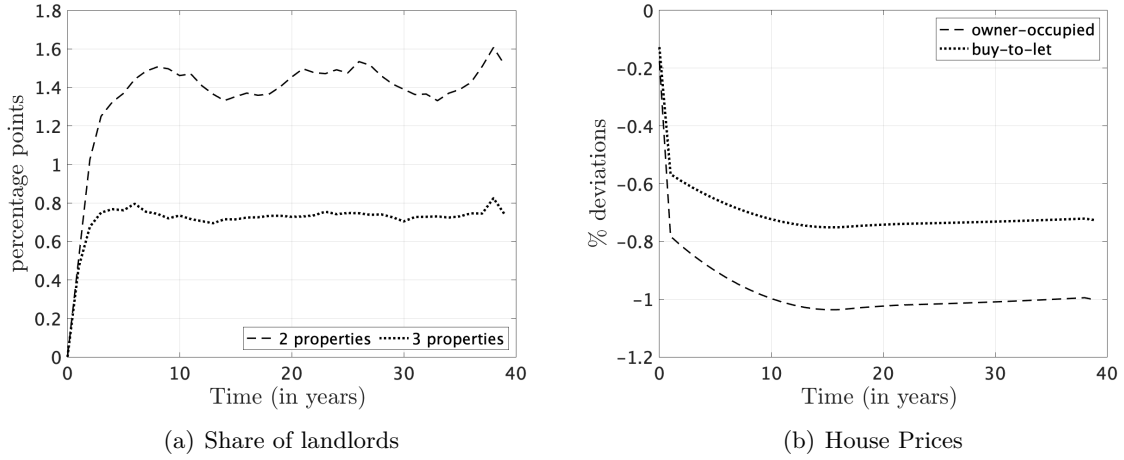 1.8
1.6
1.4
1.2
1
0.8
0.6
0.4
0.2
0
percentage points
2 properties
3 properties
0 10 20 30 40
Time (in years)
(a) Share of landlords
0
−0.2
−0.4
−0.6
−0.8
−1
−1.2
% deviations
owner-occupied
buy-to-let
0 10 20 30 40
Time (in years)
(b) House Prices